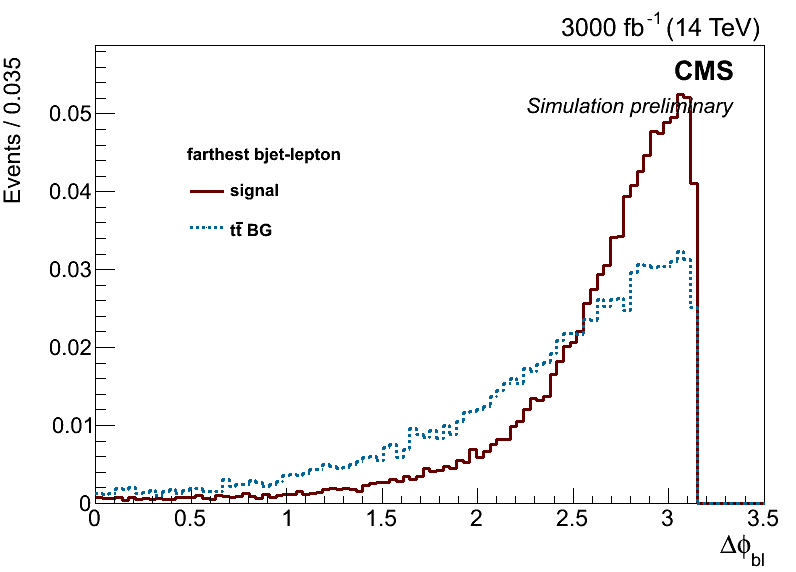 3000 fb⁻¹ (14 TeV)
CMS
Simulation preliminary
Events / 0.035
farthest bjet-lepton
signal
tt̄ BG
0.05
0.04
0.03
0.02
0.01
0
0 0.5 1 1.5 2 2.5 3 3.5
Δϕ_bl